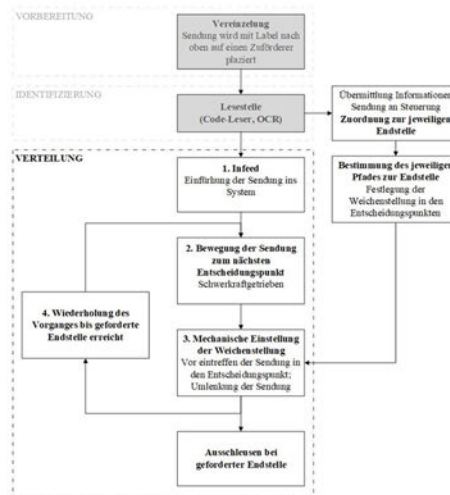 VORBEREITUNG
Vereinzelung
Sendung wird mit Label nach
oben auf einen Zuförderer
plaziert
IDENTIFIZIERUNG
Lesestelle
(Code-Leser, OCR)
Übermittlung Informationen
Sendung an Steuerung
Zuordnung zur jeweiligen
Endstelle
VERTEILUNG
1. Infeed
Einführung der Sendung ins
System
Bestimmung des jeweiligen
Pfades zur Endstelle
Festlegung der
Weichenstellung in den
Entscheidungspunkten
2. Bewegung der Sendung
zum nächsten
Entscheidungspunkt
Schwerkraftgetrieben
4. Wiederholung des
Vorganges bis geforderte
Endstelle erreicht
3. Mechanische Einstellung
der Weichenstellung
Vor eintreffen der Sendung in
den Entscheidungspunkt;
Umlenkung der Sendung
Ausschleusen bei
geforderter Endstelle